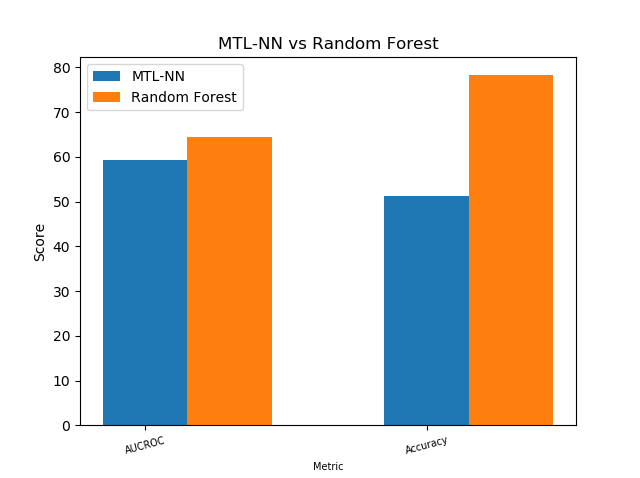 MTL-NN vs Random Forest
MTL-NN
Random Forest
80
70
60
50
40
30
20
10
0
Score
AUCROC
Accuracy
Metric